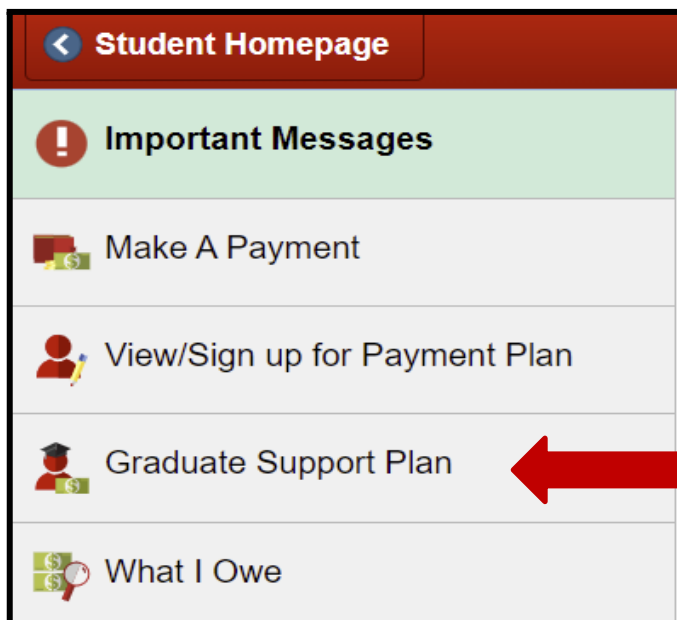 Student Homepage
Important Messages
Make A Payment
View/Sign up for Payment Plan
Graduate Support Plan
What I Owe